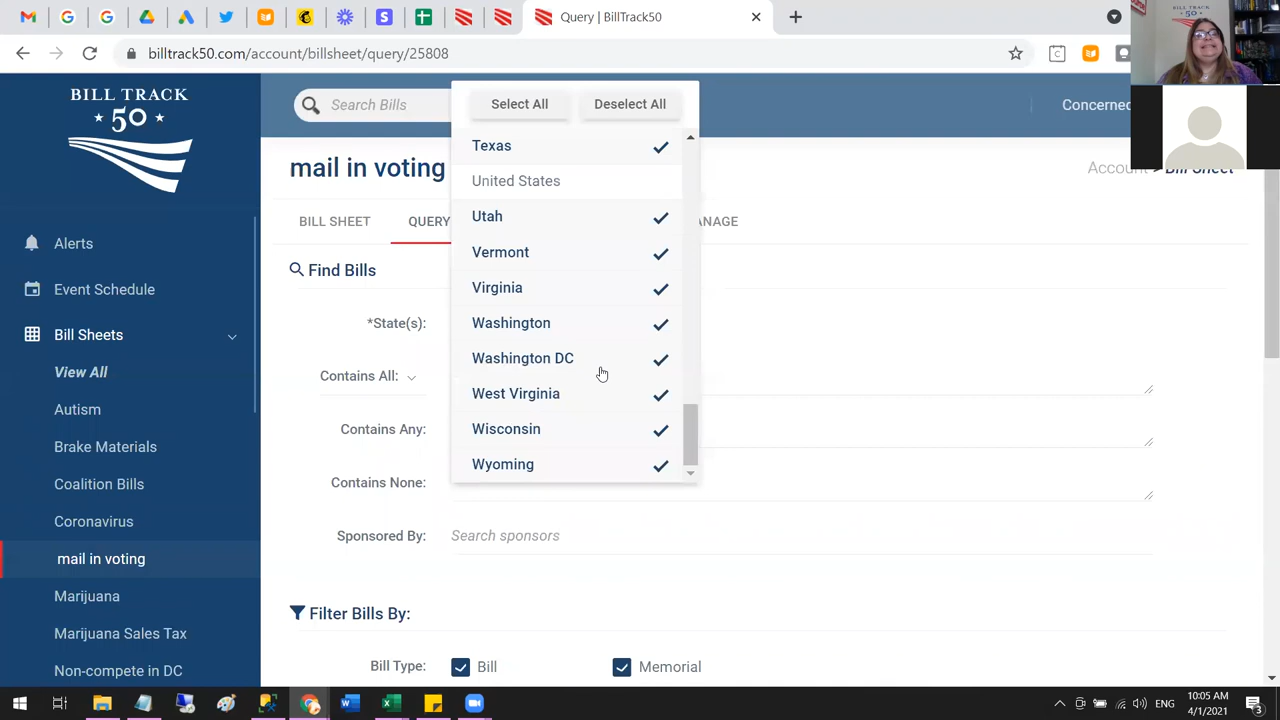 Query | BillTrack50
billtrack50.com/account/billsheet/query/25808
BILL TRACK
50
BILL TRACK
50
Search Bills
Select All
Deselect All
Concerned
mail in voting
Account > Bill Sheet
BILL SHEET
QUERY
ANAGE
Texas
United States
Utah
Vermont
Virginia
Washington
Washington DC
West Virginia
Wisconsin
Wyoming
Alerts
Event Schedule
Bill Sheets
View All
Autism
Brake Materials
Coalition Bills
Coronavirus
mail in voting
Marijuana
Marijuana Sales Tax
Non-compete in DC
Find Bills
*State(s):
Contains All:
Contains Any:
Contains None:
Sponsored By:
Search sponsors
Filter Bills By:
Bill Type:
Bill
Memorial
ENG
10:05 AM
4/1/2021
3